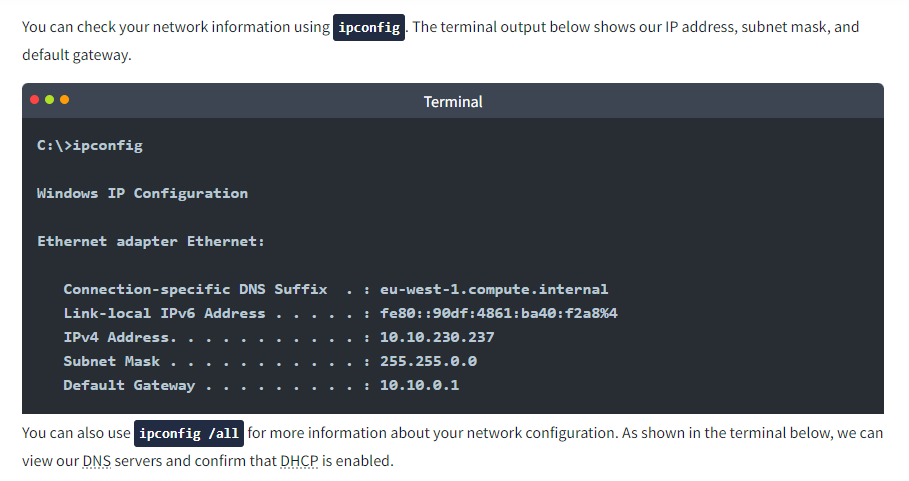 You can check your network information using ipconfig. The terminal output below shows our IP address, subnet mask, and
default gateway.
Terminal
C:\>ipconfig
Windows IP Configuration
Ethernet adapter Ethernet:
Connection-specific DNS Suffix  . : eu-west-1.compute.internal
Link-local IPv6 Address . . . . . : fe80::90df:4861:ba40:f2a8%4
IPv4 Address. . . . . . . . . . . : 10.10.230.237
Subnet Mask . . . . . . . . . . . : 255.255.0.0
Default Gateway . . . . . . . . . : 10.10.0.1
You can also use ipconfig /all for more information about your network configuration. As shown in the terminal below, we can
view our DNS servers and confirm that DHCP is enabled.